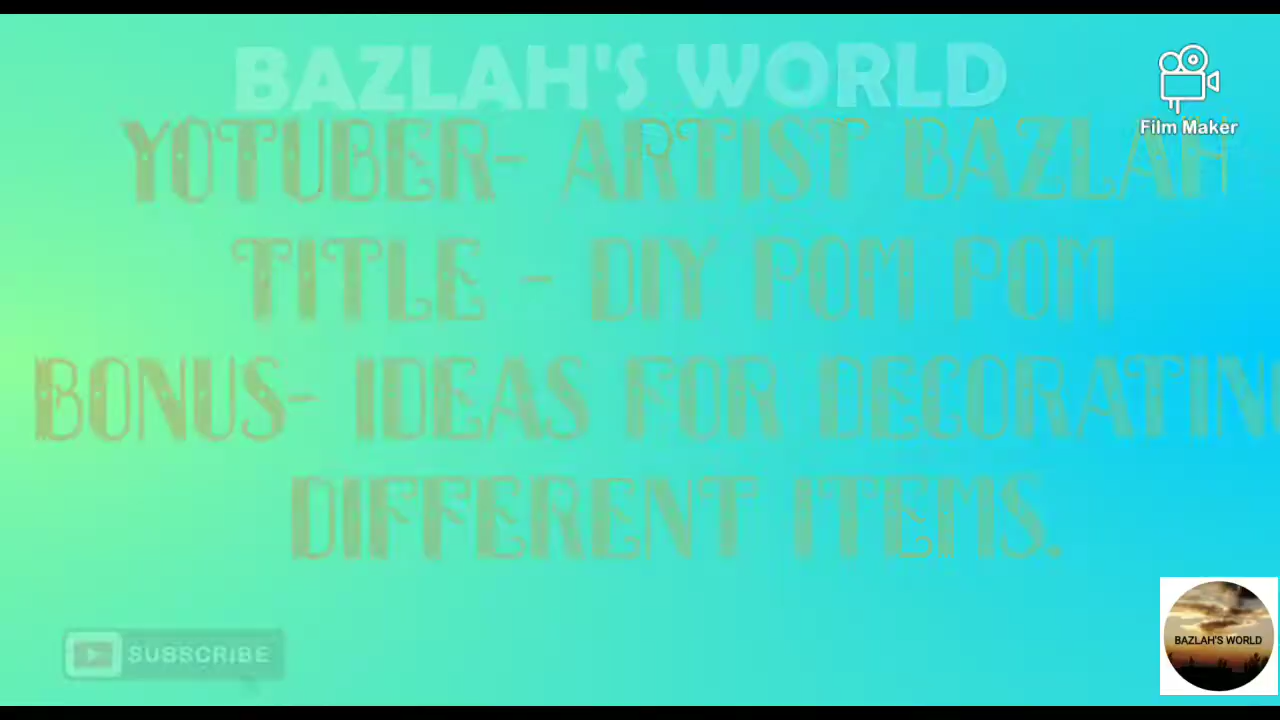 BAZLAH'S WORLD
Film Maker
YOTUBER- ARTIST BAZLAH
TITLE - DIY POM POM
BONUS- IDEAS FOR DECORATING
DIFFERENT ITEMS.
SUBSCRIBE
BAZLAH'S WORLD